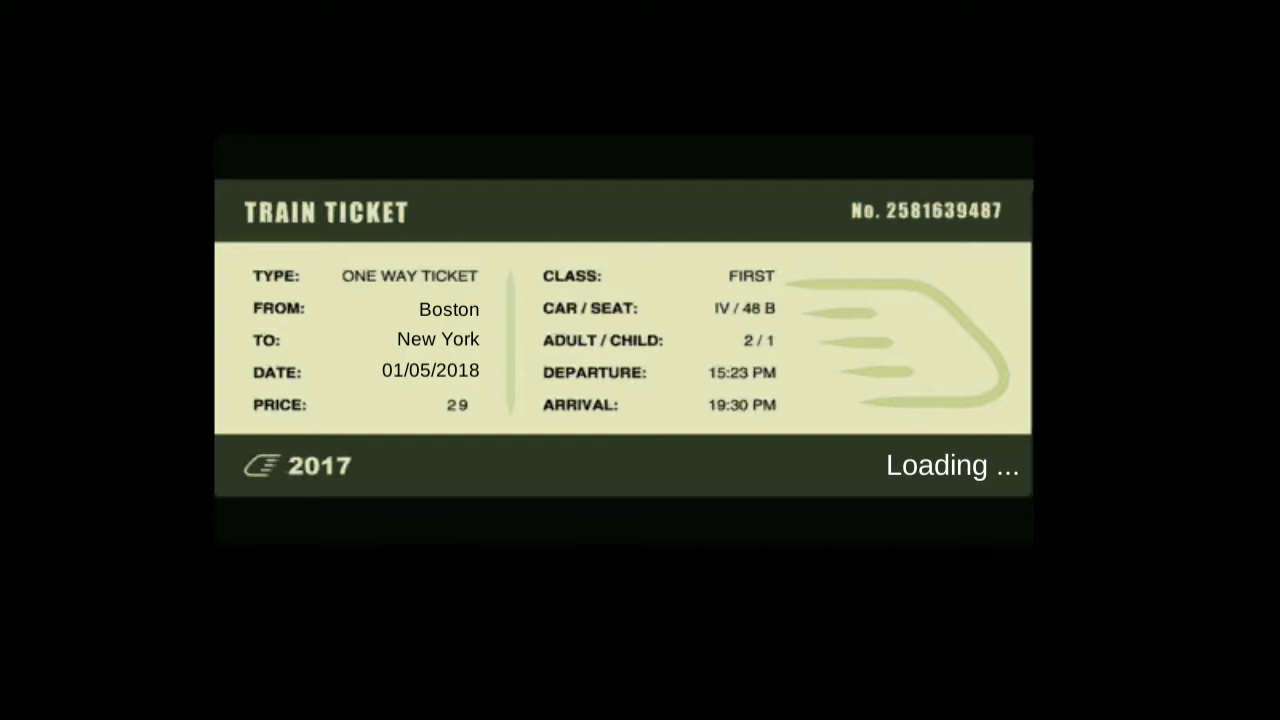 TRAIN TICKET No. 2581639487
TYPE: ONE WAY TICKET CLASS: FIRST
FROM: Boston CAR / SEAT: IV / 48 B
TO: New York ADULT / CHILD: 2 / 1
DATE: 01/05/2018 DEPARTURE: 15:23 PM
PRICE: 29 ARRIVAL: 19:30 PM
2017 Loading ...